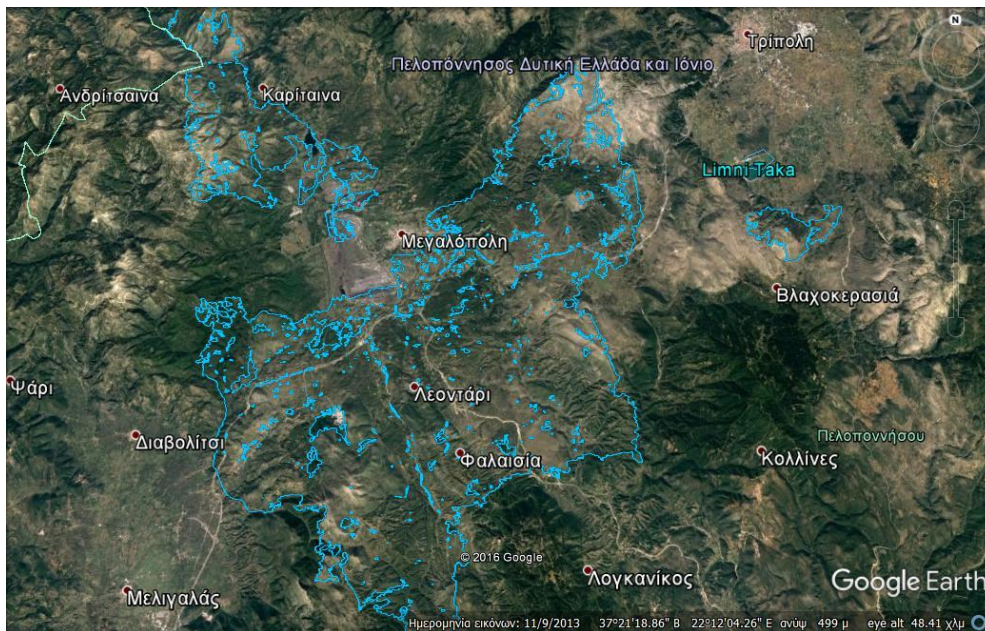 Τρίπολη
Πελοπόννησος Δυτική Ελλάδα και Ιόνιο
Ανδρίτσαινα
Καρίταινα
Limni Taka
Μεγαλόπολη
Βλαχοκερασιά
Ψάρι
Λεοντάρι
Διαβολίτσι
Πελοποννήσου
Φαλαισία
Κολλίνες
© 2016 Google
Λογκανίκος
Google Earth
Μελιγαλάς
Ημερομηνία εικόνων: 11/9/2013 37°21'18.86" Β 22°12'04.26" Ε ανύψ 499 μ eye alt 48.41 χλμ
N